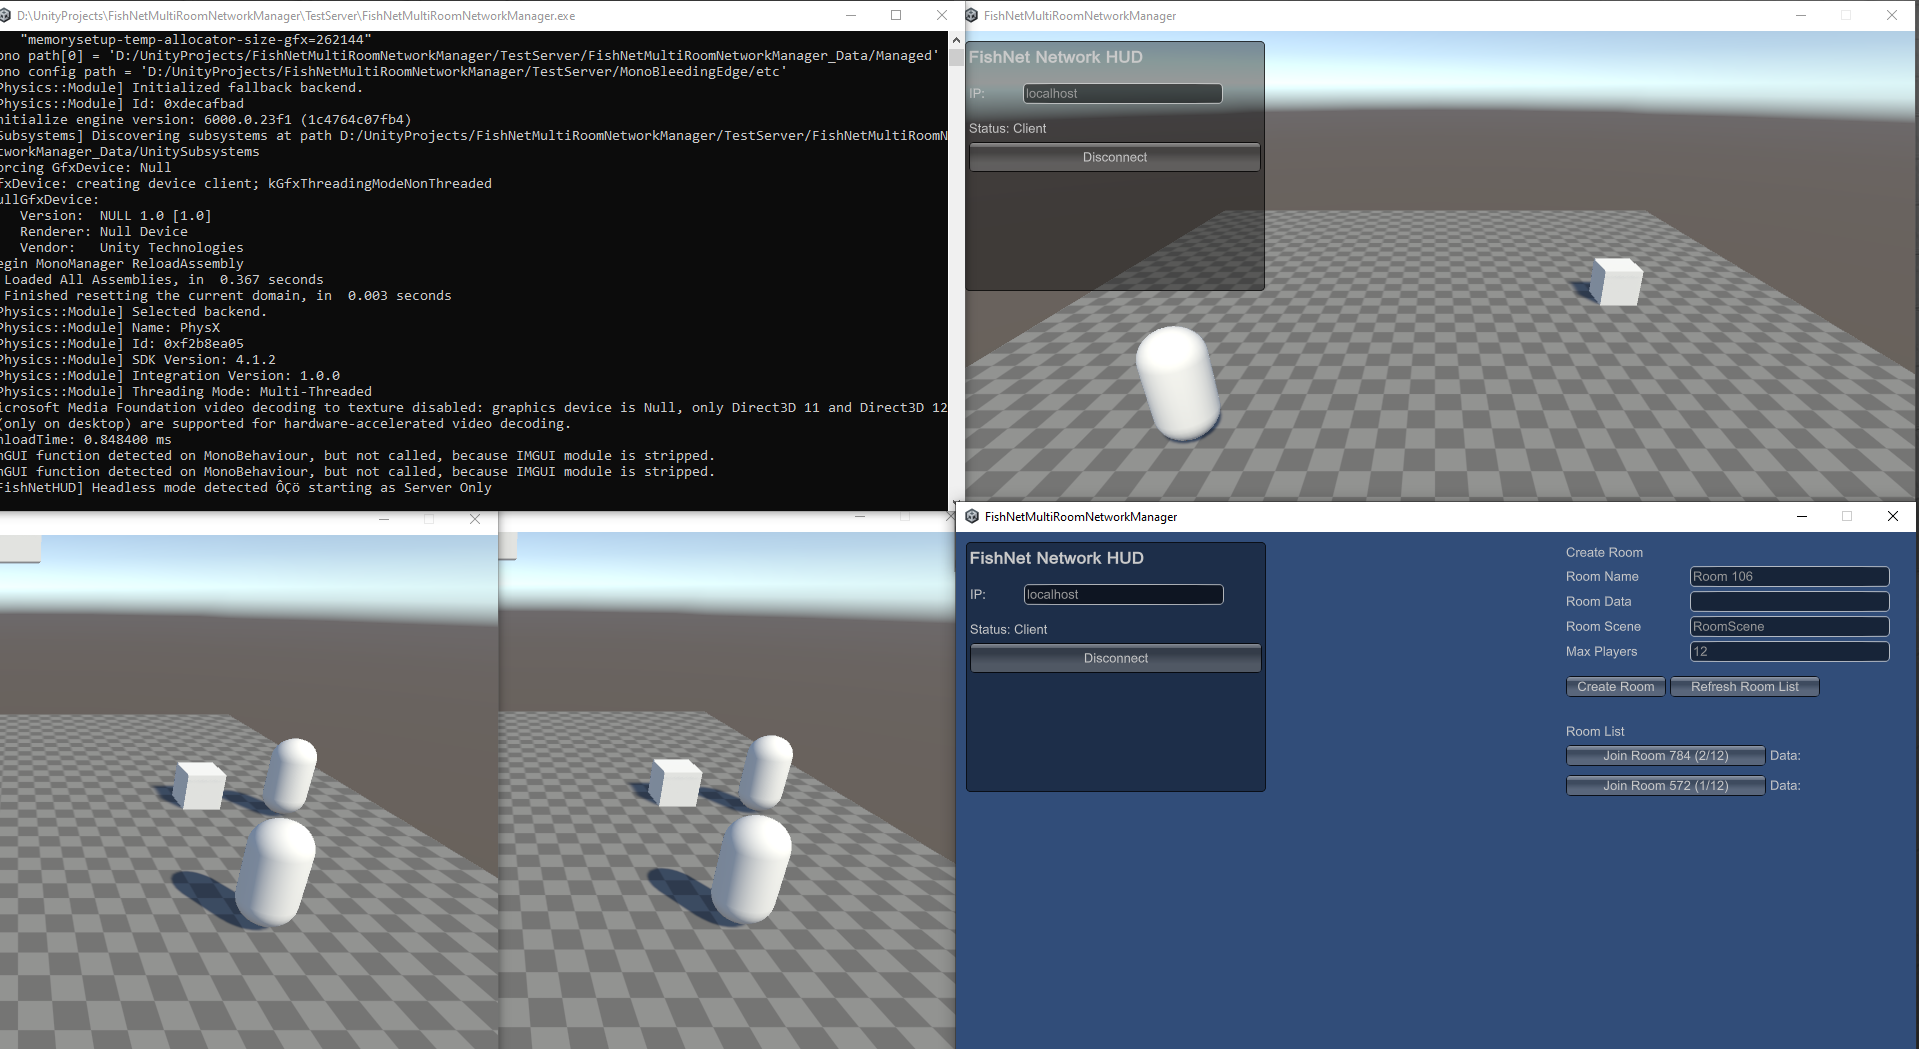 D:\UnityProjects\FishNetMultiRoomNetworkManager\TestServer\FishNetMultiRoomNetworkManager.exe
"memorysetup-temp-allocator-size-gfx=262144"
ono path[0] = 'D:/UnityProjects/FishNetMultiRoomNetworkManager/TestServer/FishNetMultiRoomNetworkManager_Data/Managed'
ono config path = 'D:/UnityProjects/FishNetMultiRoomNetworkManager/TestServer/MonoBleedingEdge/etc'
Physics::Module] Initialized fallback backend.
Physics::Module] Id: 0xdecafbad
nitialize engine version: 6000.0.23f1 (1c4764c07fb4)
Subsystems] Discovering subsystems at path D:/UnityProjects/FishNetMultiRoomNetworkManager/TestServer/FishNetMultiRoomN
tworkManager_Data/UnitySubsystems
orcing GfxDevice: Null
fxDevice: creating device client; kGfxThreadingModeNonThreaded
ullGfxDevice:
Version:  NULL 1.0 [1.0]
Renderer: Null Device
Vendor:   Unity Technologies
egin MonoManager ReloadAssembly
Loaded All Assemblies, in  0.367 seconds
Finished resetting the current domain, in  0.003 seconds
Physics::Module] Selected backend.
Physics::Module] Name: PhysX
Physics::Module] Id: 0xf2b8ea05
Physics::Module] SDK Version: 4.1.2
Physics::Module] Integration Version: 1.0.0
Physics::Module] Threading Mode: Multi-Threaded
icrosoft Media Foundation video decoding to texture disabled: graphics device is Null, only Direct3D 11 and Direct3D 12
(only on desktop) are supported for hardware-accelerated video decoding.
nloadTime: 0.848400 ms
nGUI function detected on MonoBehaviour, but not called, because IMGUI module is stripped.
nGUI function detected on MonoBehaviour, but not called, because IMGUI module is stripped.
FishNetHUD] Headless mode detected ÔÇö starting as Server Only
FishNetMultiRoomNetworkManager
FishNet Network HUD
IP: localhost
Status: Client
Disconnect
FishNetMultiRoomNetworkManager
FishNet Network HUD
IP: localhost
Status: Client
Disconnect
Create Room
Room Name Room 106
Room Data
Room Scene RoomScene
Max Players 12
Create Room Refresh Room List
Room List
Join Room 784 (2/12) Data:
Join Room 572 (1/12) Data: